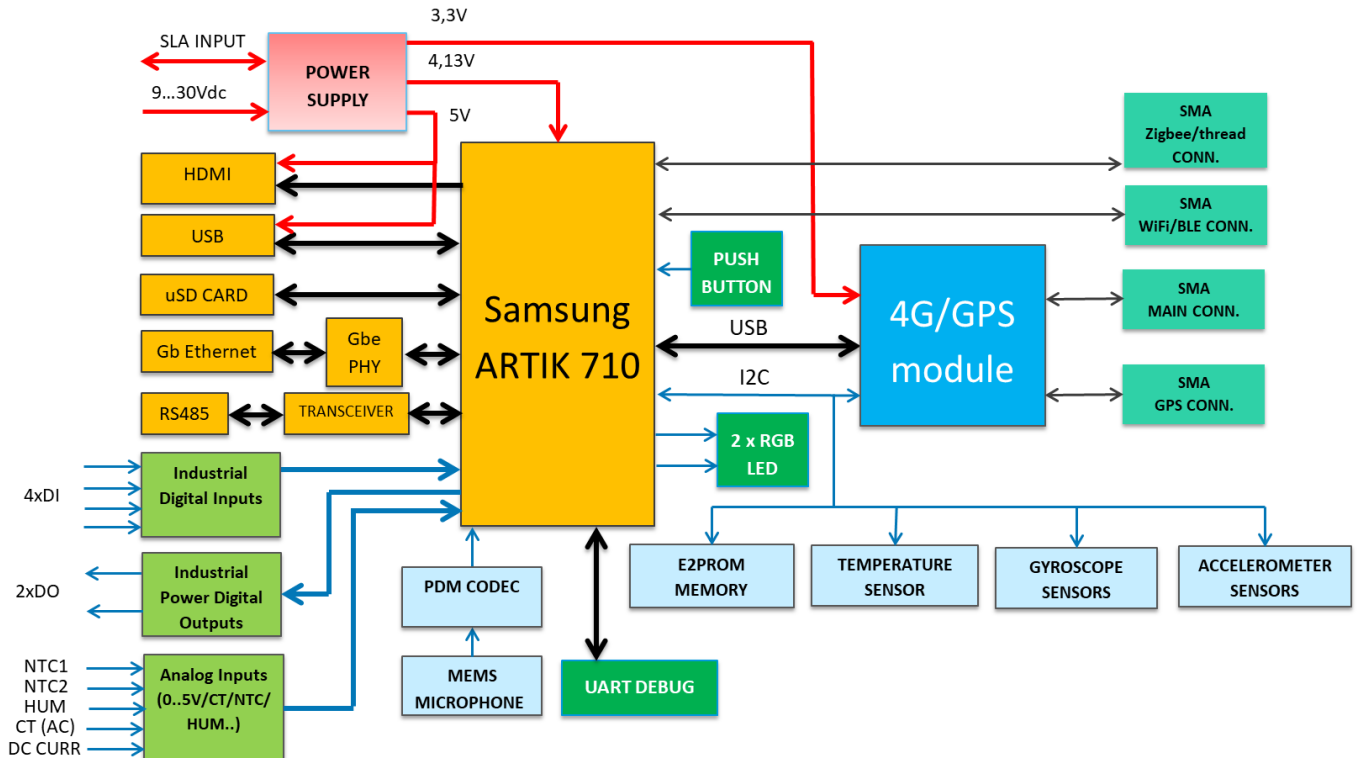 3,3V
SLA INPUT
POWER
SUPPLY
4,13V
9...30Vdc
5V
SMA
Zigbee/thread
CONN.
HDMI
USB
SMA
WiFi/BLE CONN.
PUSH
BUTTON
uSD CARD
Samsung
ARTIK 710
4G/GPS
module
SMA
MAIN CONN.
USB
Gb Ethernet
Gbe
PHY
I2C
SMA
GPS CONN.
RS485
TRANSCEIVER
2 x RGB
LED
4xDI
Industrial
Digital Inputs
E2PROM
MEMORY
TEMPERATURE
SENSOR
GYROSCOPE
SENSORS
ACCELEROMETER
SENSORS
2xDO
Industrial
Power Digital
Outputs
PDM CODEC
NTC1
NTC2
HUM
CT (AC)
DC CURR
Analog Inputs
(0..5V/CT/NTC/
HUM..)
MEMS
MICROPHONE
UART DEBUG